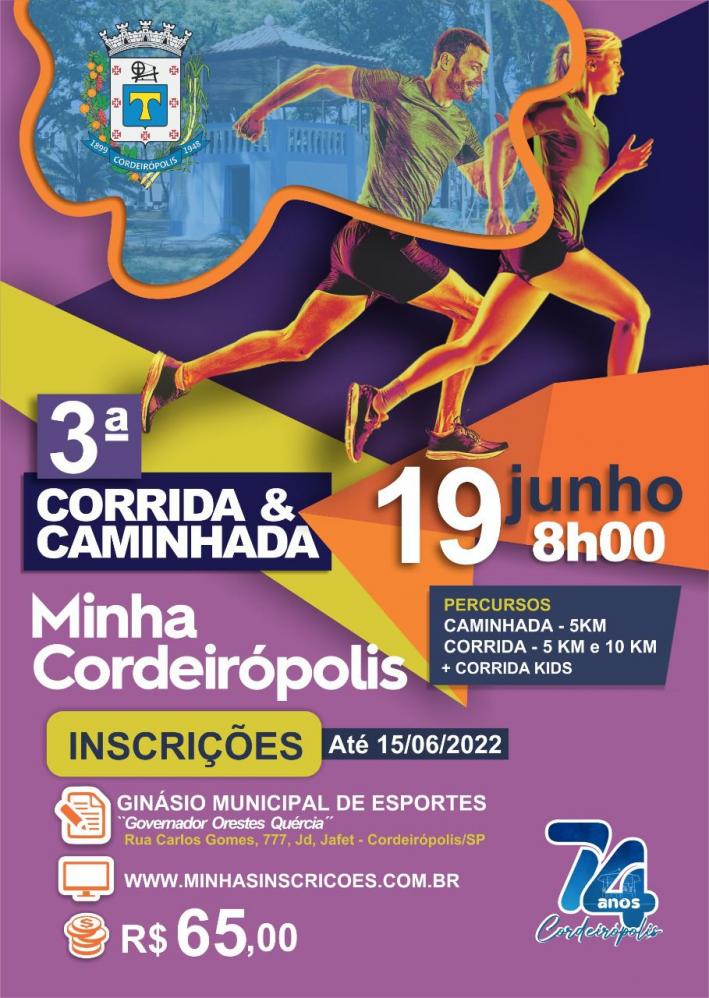 1899 CORDEIRÓPOLIS 1948
3ª
CORRIDA &
CAMINHADA
19 junho
8h00
Minha
Cordeirópolis
PERCURSOS
CAMINHADA - 5KM
CORRIDA - 5 KM e 10 KM
+ CORRIDA KIDS
INSCRIÇÕES
Até 15/06/2022
GINÁSIO MUNICIPAL DE ESPORTES
``Governador Orestes Quércia´´
Rua Carlos Gomes, 777, Jd, Jafet - Cordeirópolis/SP
WWW.MINHASINSCRICOES.COM.BR
R$ 65,00
74
anos
Cordeirópolis